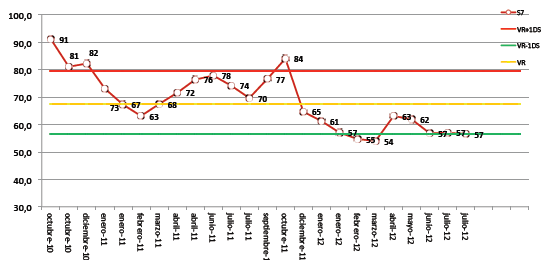 S7
VR+1DS
VR-1DS
VR
100,0
90,0
80,0
70,0
60,0
50,0
40,0
30,0
91
81
82
73
67
63
68
72
76
78
74
70
77
84
65
61
57
55
54
63
62
57
57
57
octubre-10
octubre-10
diciembre-10
enero-11
enero-11
febrero-11
marzo-11
abril-11
abril-11
junio-11
julio-11
julio-11
septiembre-1
octubre-11
diciembre-11
enero-12
enero-12
febrero-12
marzo-12
abril-12
mayo-12
junio-12
julio-12
julio-12